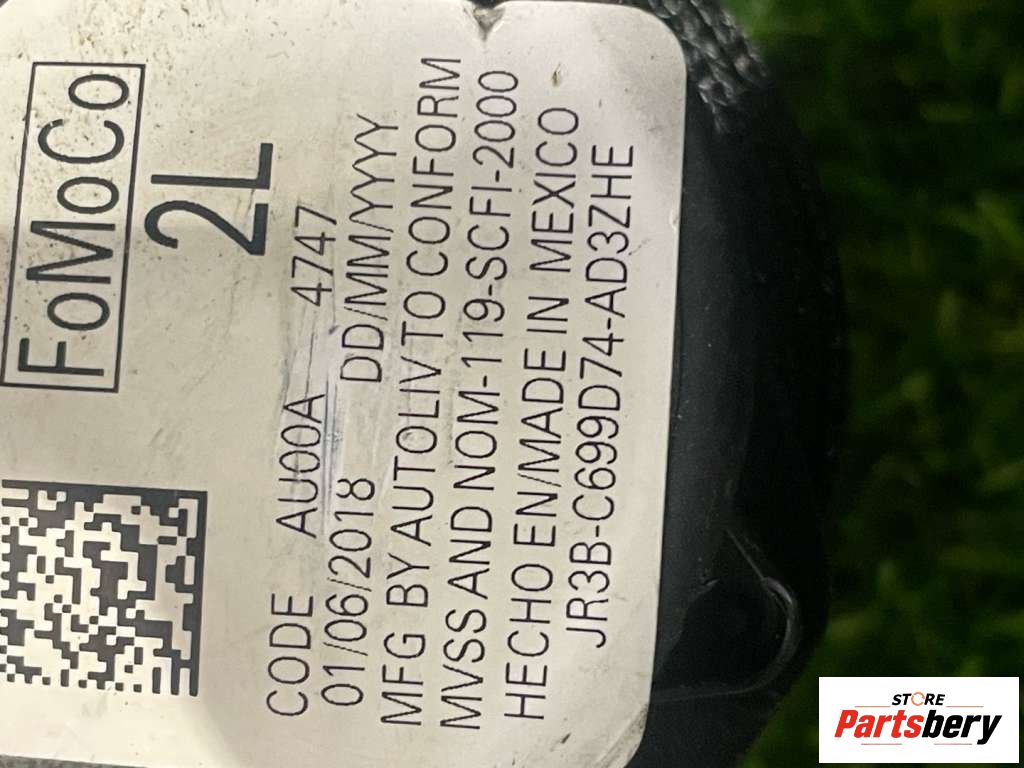 FoMoCo
2L
CODE AU00A 4747
01/06/2018 DD/MM/YYYY
MFG BY AUTOLIV TO CONFORM
MVSS AND NOM-119-SCFI-2000
HECHO EN/MADE IN MEXICO
JR3B-C699D74-AD3ZHE
STORE
Partsbery